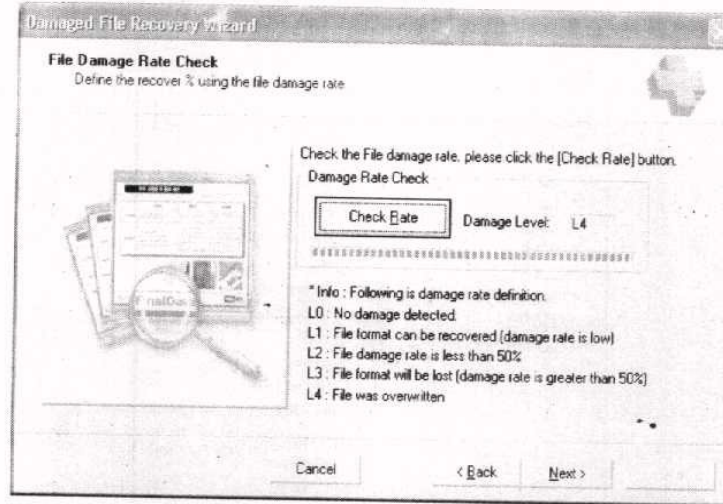 Damaged File Recovery Wizard
File Damage Rate Check
Define the recover % using the file damage rate
Check the File damage rate, please click the [Check Rate] button.
Damage Rate Check
Check Rate
Damage Level: L4
* Info : Following is damage rate definition.
L0 : No damage detected.
L1 : File format can be recovered (damage rate is low)
L2 : File damage rate is less than 50%
L3 : File format will be lost (damage rate is greater than 50%)
L4 : File was overwritten
Cancel
< Back
Next >